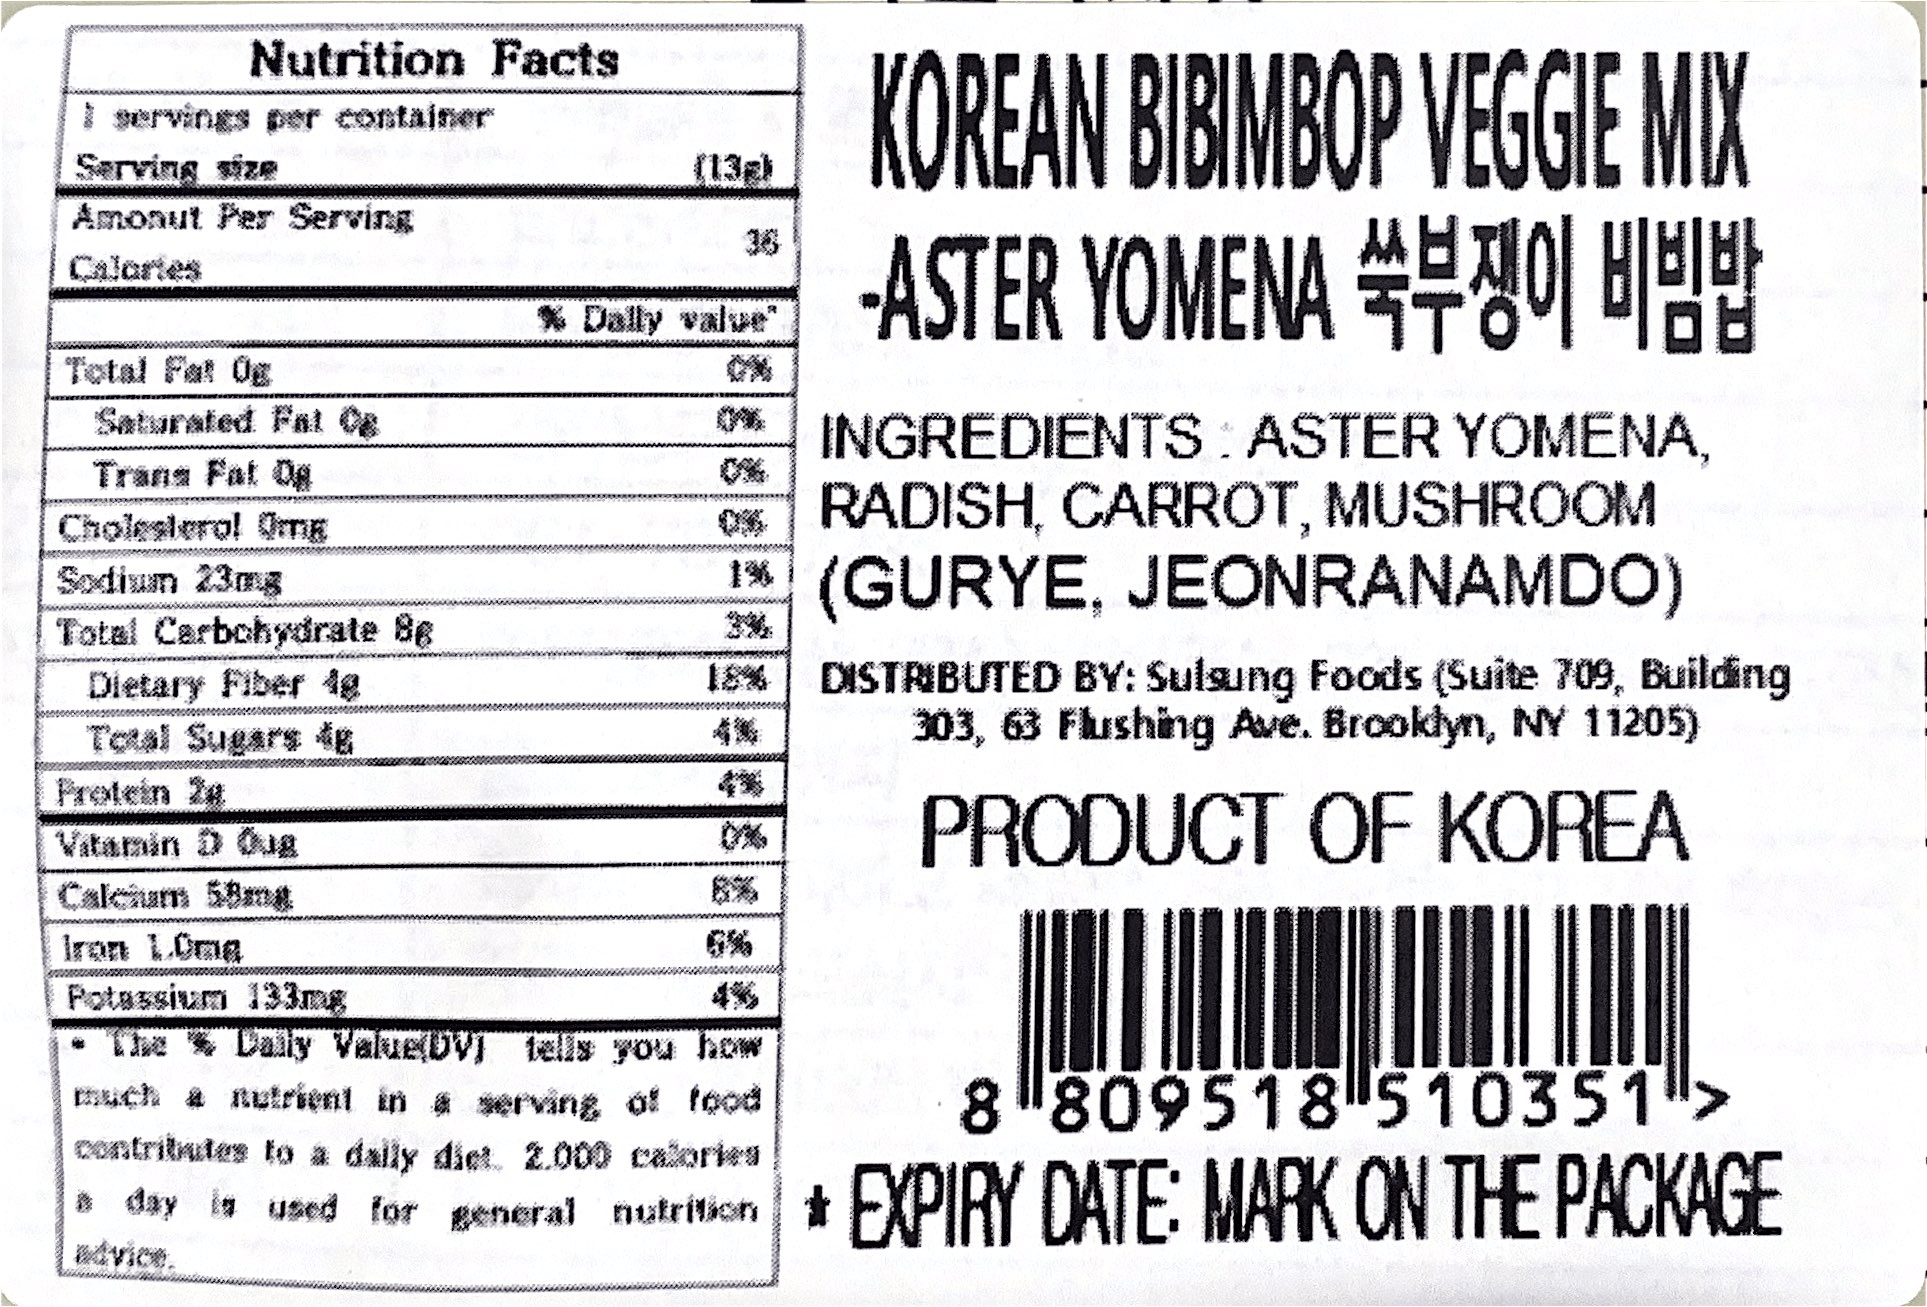 Nutrition Facts
1 servings per container
Serving size (13g)
Amonut Per Serving
Calories 36
% Daily value*
Total Fat 0g 0%
Saturated Fat 0g 0%
Trans Fat 0g 0%
Cholesterol 0mg 0%
Sodium 23mg 1%
Total Carbohydrate 8g 3%
Dietary Fiber 4g 18%
Total Sugars 4g 4%
Protein 2g 4%
Vitamin D 0ug 0%
Calcium 58mg 6%
Iron 1.0mg 6%
Potassium 133mg 4%
* The % Daily Value(DV) tells you how
much a nutrient in a serving of food
contributes to a daily diet. 2,000 calories
a day is used for general nutrition
advice.
KOREAN BIBIMBOP VEGGIE MIX
-ASTER YOMENA 쑥부쟁이 비빔밥
INGREDIENTS : ASTER YOMENA,
RADISH, CARROT, MUSHROOM
(GURYE, JEONRANAMDO)
DISTRIBUTED BY: Sulsung Foods (Suite 709, Building
303, 63 Flushing Ave. Brooklyn, NY 11205)
PRODUCT OF KOREA
8 809518 510351 >
* EXPIRY DATE: MARK ON THE PACKAGE